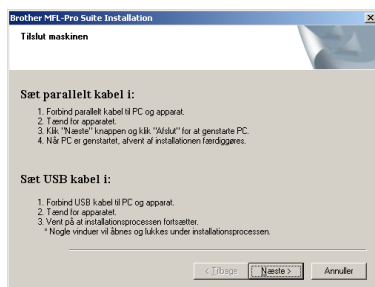 Brother MFL-Pro Suite Installation
Tilslut maskinen
Sæt parallelt kabel i:
1. Forbind parallelt kabel til PC og apparat.
2. Tænd for apparatet.
3. Klik "Næste" knappen og klik "Afslut" for at genstarte PC.
4. Når PC er genstartet, afvent af installationen færdiggøres.
Sæt USB kabel i:
1. Forbind USB kabel til PC og apparat.
2. Tænd for apparatet.
3. Vent på at installationsprocessen fortsætter.
* Nogle vinduer vil åbnes og lukkes under installationsprocessen.
< Tilbage Næste > Annuller